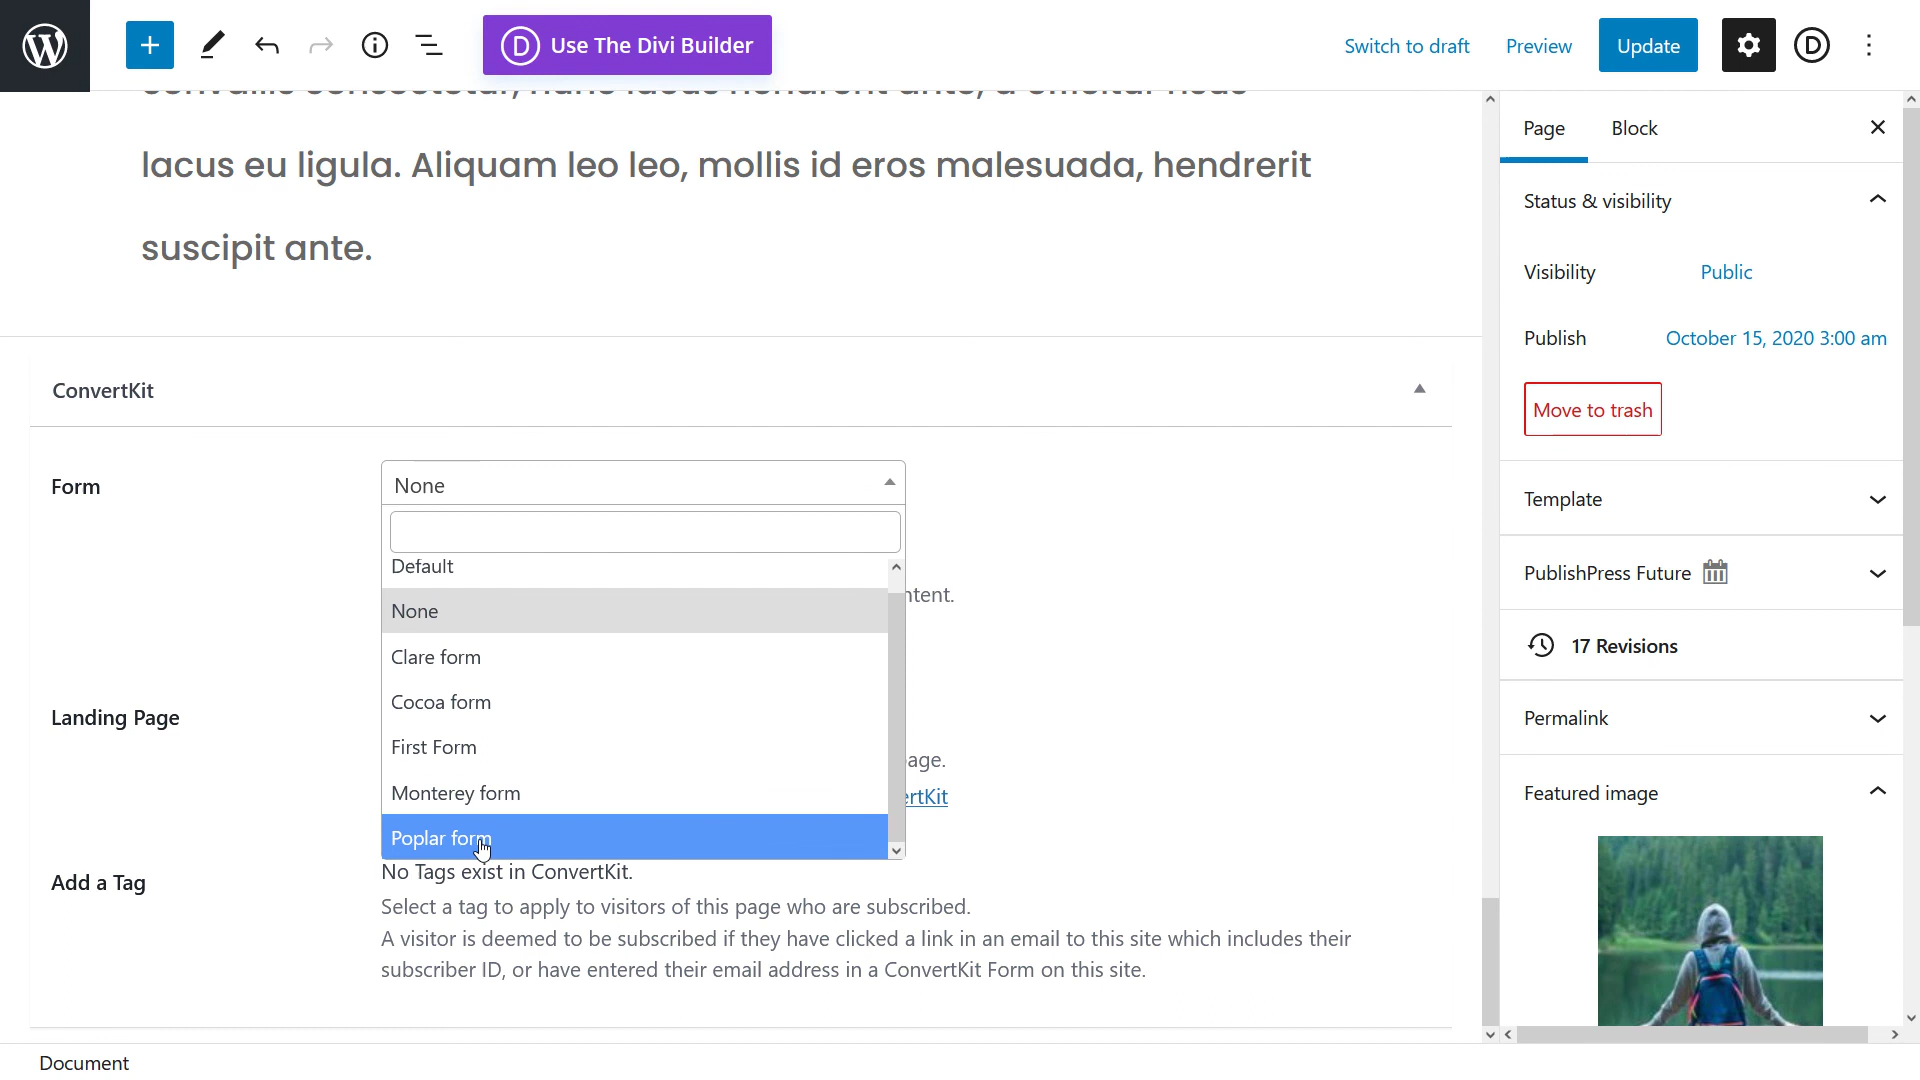 Use The Divi Builder
Switch to draft
Preview
Update
lacus eu ligula. Aliquam leo leo, mollis id eros malesuada, hendrerit
suscipit ante.
ConvertKit
Form
None
Default
None
Clare form
Cocoa form
First Form
Monterey form
Poplar form
Landing Page
Add a Tag
No Tags exist in ConvertKit.
Select a tag to apply to visitors of this page who are subscribed.
A visitor is deemed to be subscribed if they have clicked a link in an email to this site which includes their
subscriber ID, or have entered their email address in a ConvertKit Form on this site.
Page Block
Status & visibility
Visibility Public
Publish October 15, 2020 3:00 am
Move to trash
Template
PublishPress Future
17 Revisions
Permalink
Featured image
Document